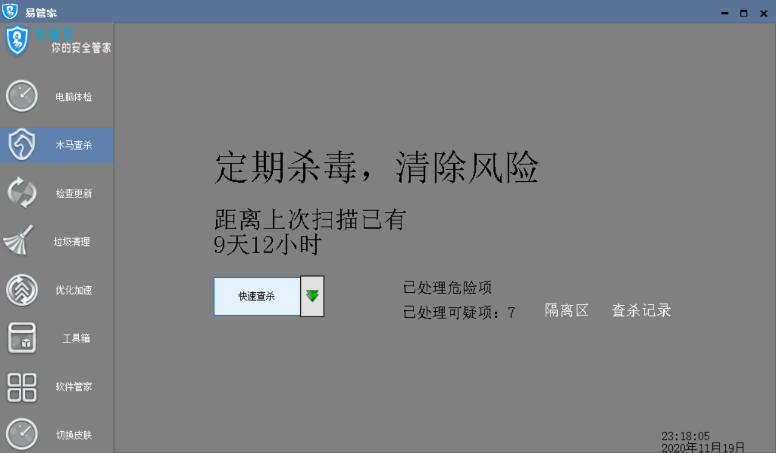 易管家
易管家
你的安全管家
电脑体检
木马查杀
检查更新
垃圾清理
优化加速
工具箱
软件管家
切换皮肤
定期杀毒，清除风险
距离上次扫描已有
9天12小时
快速查杀
已处理危险项
已处理可疑项：7
隔离区 查杀记录
23:18:05
2020年11月19日